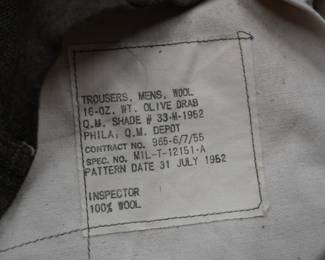 TROUSERS, MENS, WOOL
16-OZ. WT. OLIVE DRAB
Q.M. SHADE # 33-M-1952
PHILA, Q.M. DEPOT
CONTRACT NO. 965-6/7/55
SPEC. NO. MIL-T-12151-A
PATTERN DATE 31 JULY 1952
INSPECTOR
100% WOOL